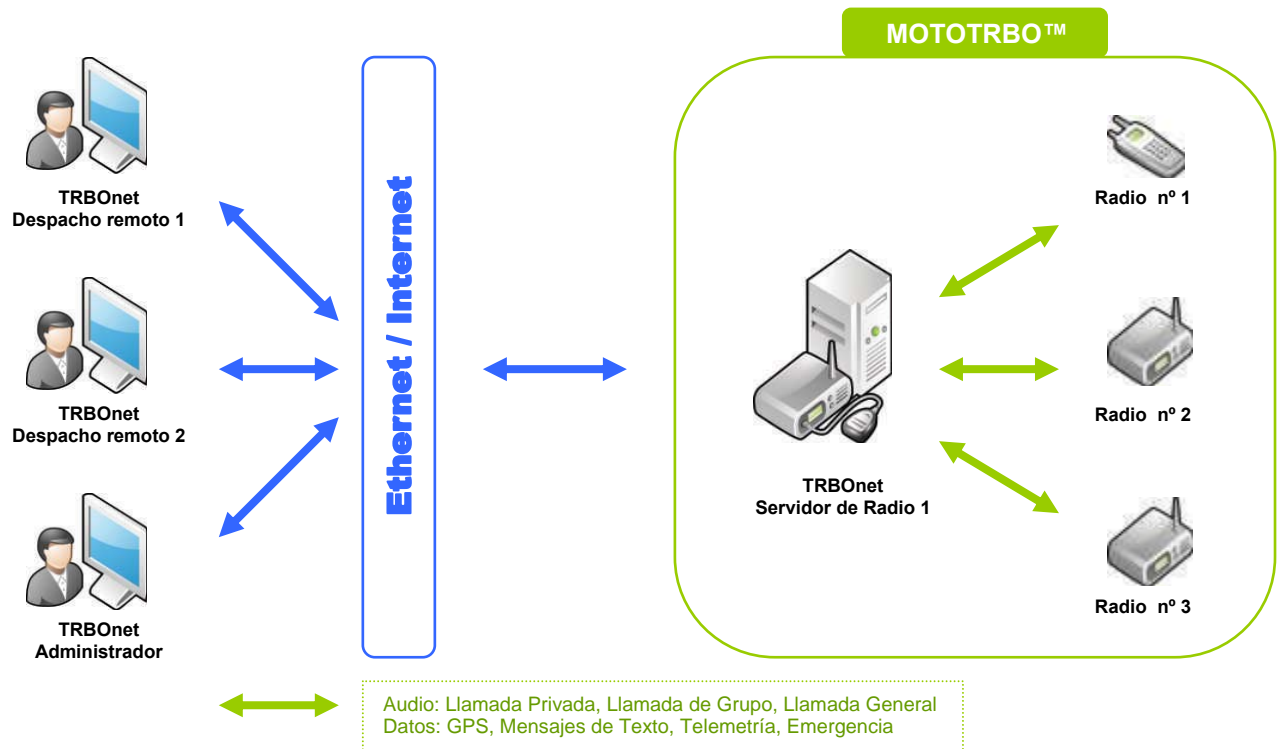 MOTOTRBO™
TRBOnet
Despacho remoto 1
TRBOnet
Despacho remoto 2
TRBOnet
Administrador
Ethernet / Internet
TRBOnet
Servidor de Radio 1
Radio nº 1
Radio nº 2
Radio nº 3
Audio: Llamada Privada, Llamada de Grupo, Llamada General
Datos: GPS, Mensajes de Texto, Telemetría, Emergencia